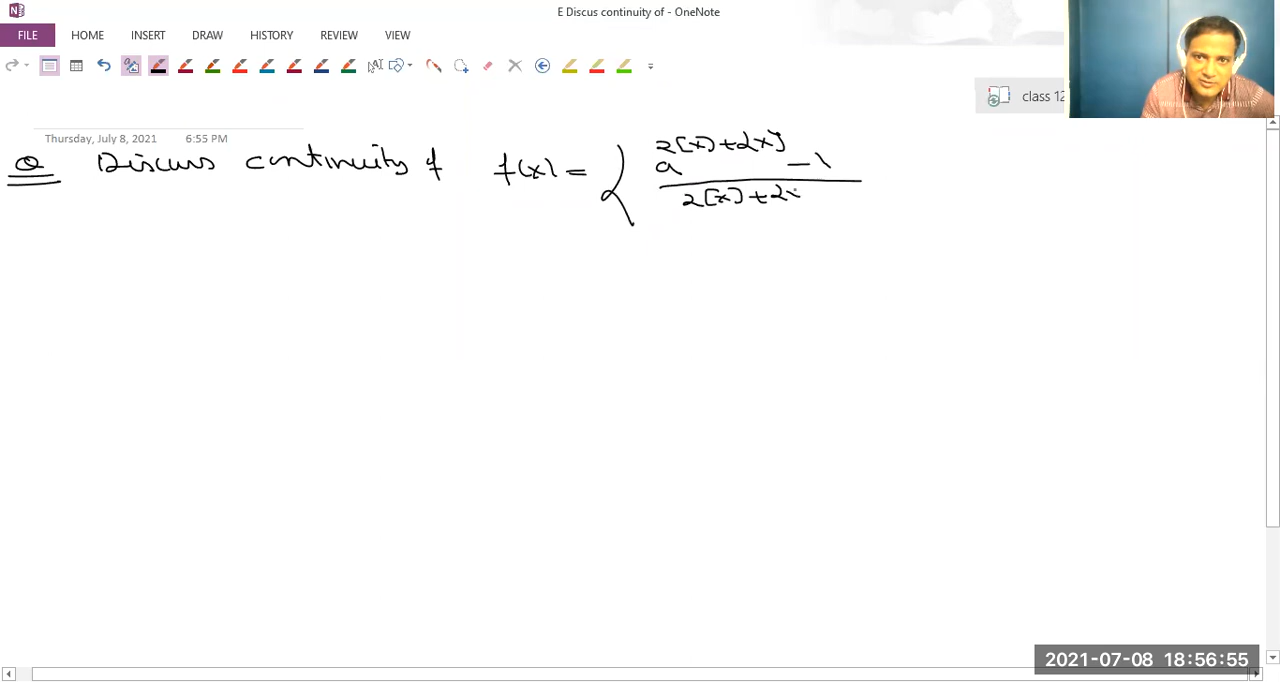 E Discus continuity of - OneNote
FILE HOME INSERT DRAW HISTORY REVIEW VIEW
class 12
Thursday, July 8, 2021 6:55 PM
Q Discuss continuity of f(x) = {
2[x]+{2x}
a -1
2[x]+2x
2021-07-08 18:56:55